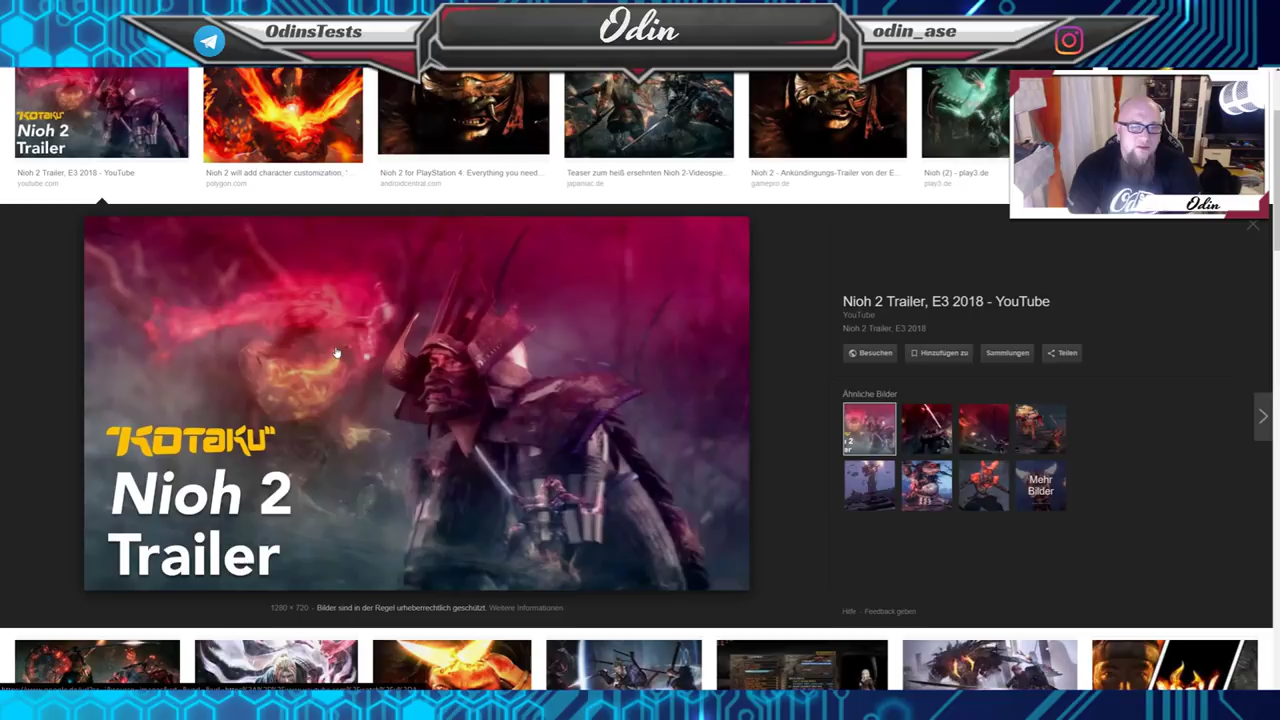 OdinsTests
Odin
odin_ase
"KOTAKU"
Nioh 2
Trailer
Nioh 2 Trailer, E3 2018 - YouTube
youtube.com
Nioh 2 will add character customization, '
polygon.com
Nioh 2 for PlayStation 4: Everything you need...
androidcentral.com
Teaser zum heiß ersehnten Nioh 2-Videospie...
japaniac.de
Nioh 2 - Ankündingungs-Trailer von der E...
gamepro.de
Nioh (2) - play3.de
play3.de
Odin
Odin
"KOTAKU"
Nioh 2
Trailer
1280 × 720 - Bilder sind in der Regel urheberrechtlich geschützt. Weitere Informationen
Nioh 2 Trailer, E3 2018 - YouTube
YouTube
Nioh 2 Trailer, E3 2018
Besuchen
Hinzufügen zu
Sammlungen
Teilen
Ähnliche Bilder
Mehr
Bilder
Hilfe - Feedback geben